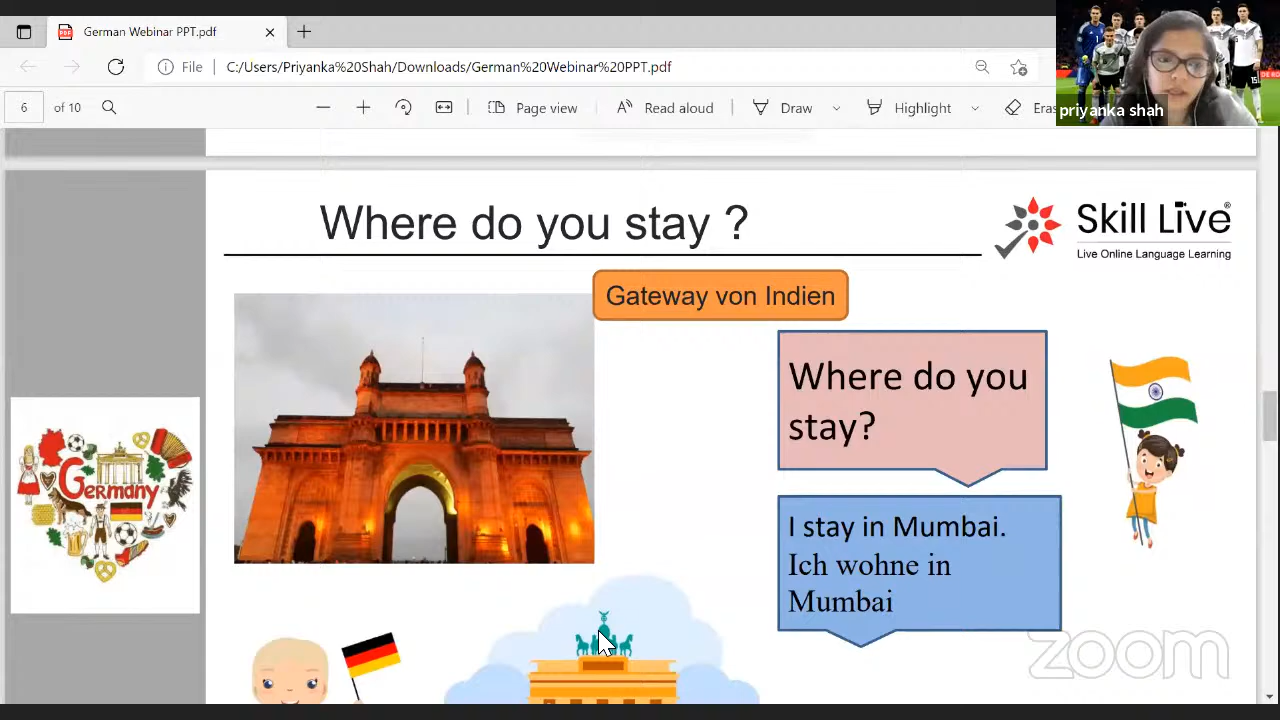 German Webinar PPT.pdf
File
C:/Users/Priyanka%20Shah/Downloads/German%20Webinar%20PPT.pdf
6 of 10
Page view
Read aloud
Draw
Highlight
Eras
priyanka shah
Where do you stay ?
Skill Live®
Live Online Language Learning
Gateway von Indien
Where do you
stay?
I stay in Mumbai.
Ich wohne in
Mumbai
Germany
zoom